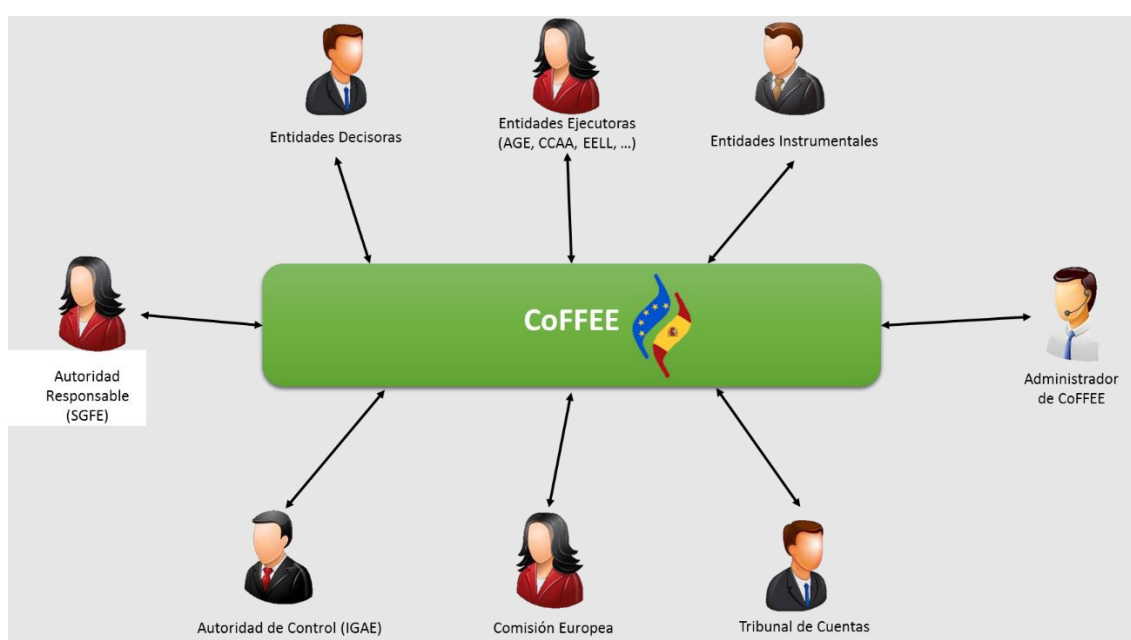 Entidades Decisoras
Entidades Ejecutoras
(AGE, CCAA, EELL, ...)
Entidades Instrumentales
CoFFEE
Autoridad
Responsable
(SGFE)
Administrador
de CoFFEE
Autoridad de Control (IGAE)
Comisión Europea
Tribunal de Cuentas